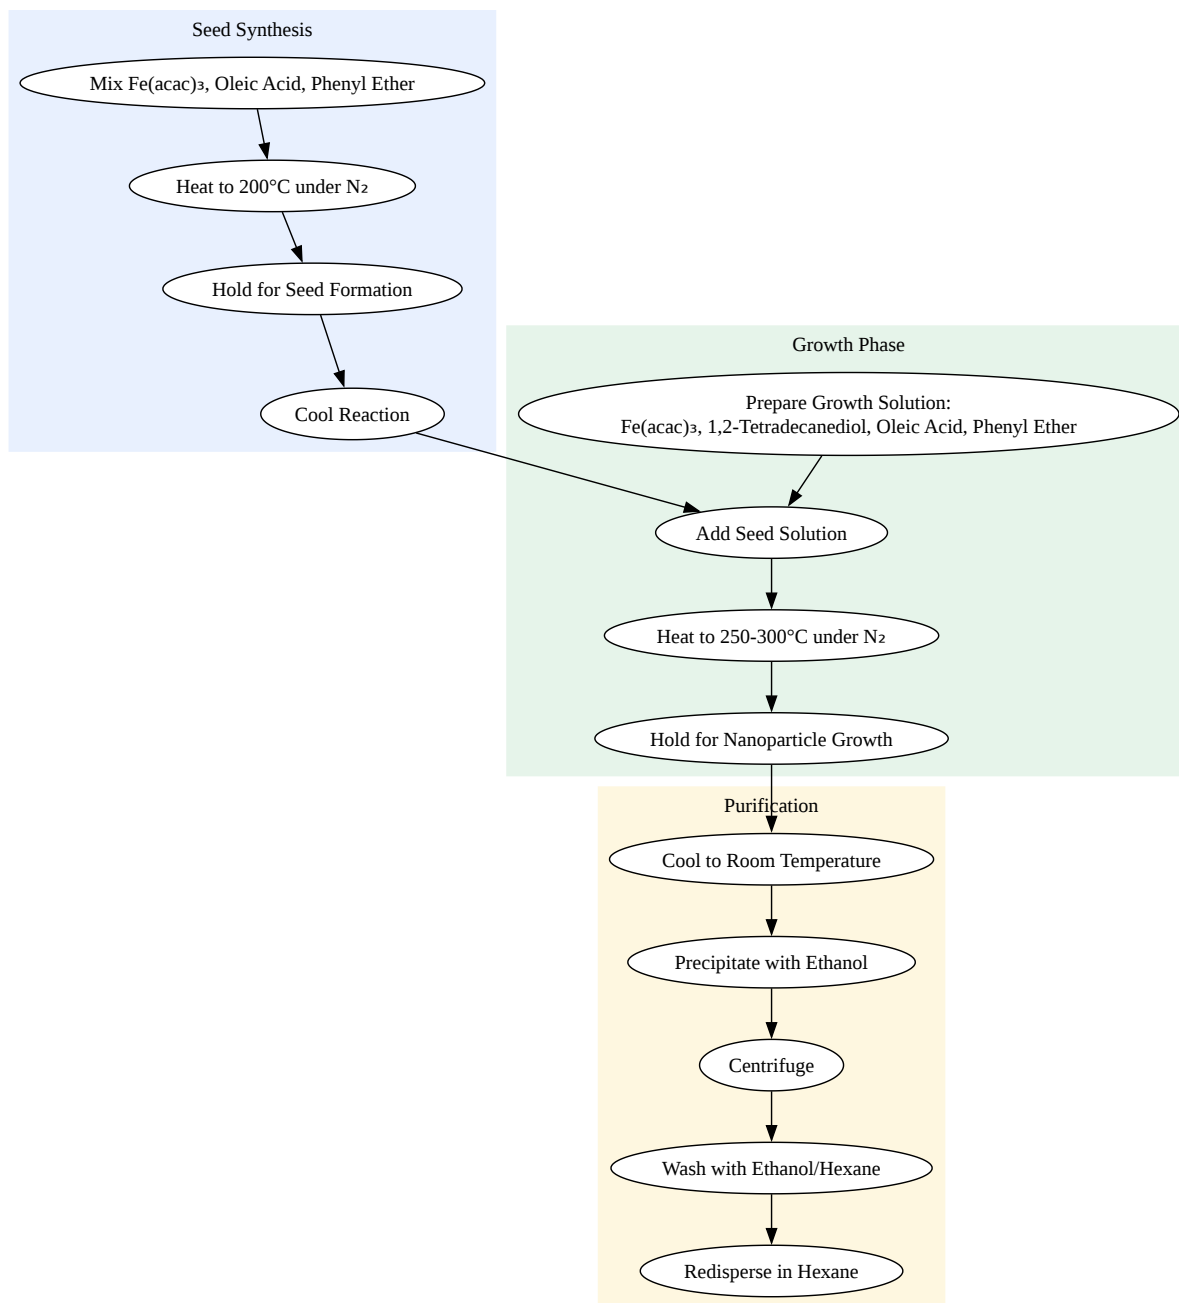 Seed Synthesis
Mix Fe(acac)₃, Oleic Acid, Phenyl Ether
Heat to 200°C under N₂
Hold for Seed Formation
Cool Reaction
Growth Phase
Prepare Growth Solution:
Fe(acac)₃, 1,2-Tetradecanediol, Oleic Acid, Phenyl Ether
Add Seed Solution
Heat to 250-300°C under N₂
Hold for Nanoparticle Growth
Purification
Cool to Room Temperature
Precipitate with Ethanol
Centrifuge
Wash with Ethanol/Hexane
Redisperse in Hexane